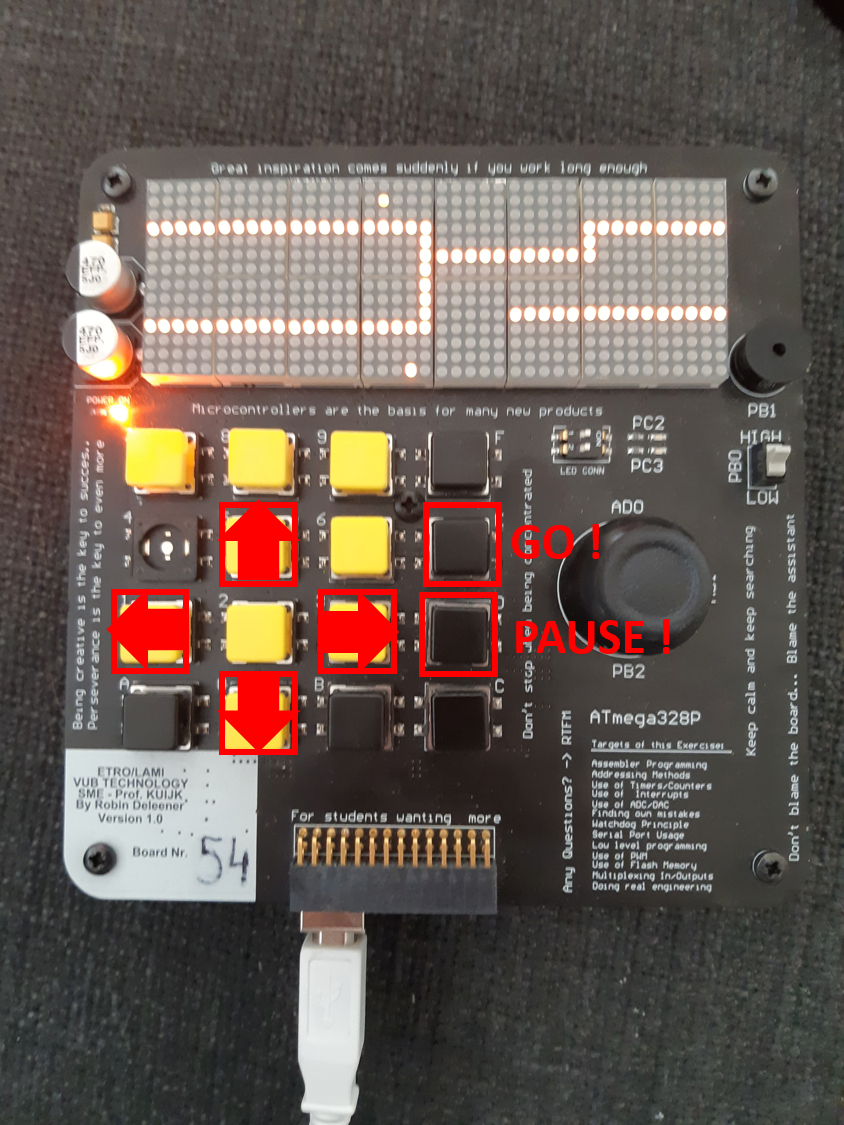 Great inspiration comes suddenly if you work long enough
470
470
POWER ON
Microcontrollers are the basis for many new products
PB1
8
9
F
LED CONN
ON
PC2
PC3
HIGH
PB0
LOW
4
6
GO !
AD0
2
D
PAUSE !
PB2
A
B
C
Being creative is the key to succes..
Perseverance is the key to even more
Don't stop after being concentrated
Keep calm and keep searching
Don't blame the board... Blame the assistant
ATmega328P
Targets of this Exercise:
Assembler Programming
Addressing Methods
Use of Timers/Counters
Use of Interrupts
Use of ADC/DAC
Finding own mistakes
Watchdog Principle
Serial Port Usage
Low level programming
Use of PWM
Use of Flash Memory
Multiplexing In/Outputs
Doing real engineering
Any Questions? -> RTFM
ETRO/LAMI
VUB TECHNOLOGY
SME - Prof. KUIJK
By Robin Deleener
Version 1.0
Board Nr. 54
For students wanting more